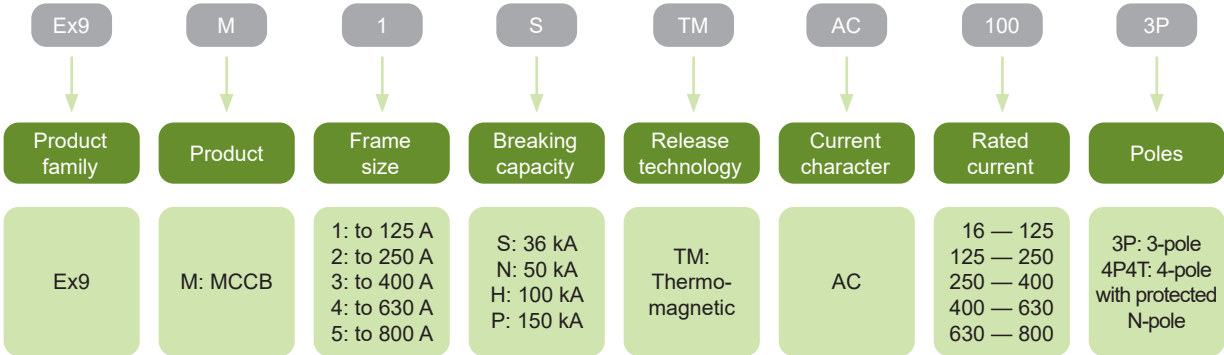 Ex9
M
1
S
TM
AC
100
3P
Product
family
Product
Frame
size
Breaking
capacity
Release
technology
Current
character
Rated
current
Poles
Ex9
M: MCCB
1: to 125 A
2: to 250 A
3: to 400 A
4: to 630 A
5: to 800 A
S: 36 kA
N: 50 kA
H: 100 kA
P: 150 kA
TM:
Thermo-
magnetic
AC
16 — 125
125 — 250
250 — 400
400 — 630
630 — 800
3P: 3-pole
4P4T: 4-pole
with protected
N-pole